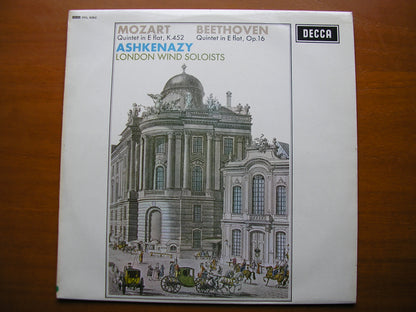 MOZART BEETHOVEN
Quintet in E flat, K.452 Quintet in E flat, Op.16
ASHKENAZY
LONDON WIND SOLOISTS
DECCA